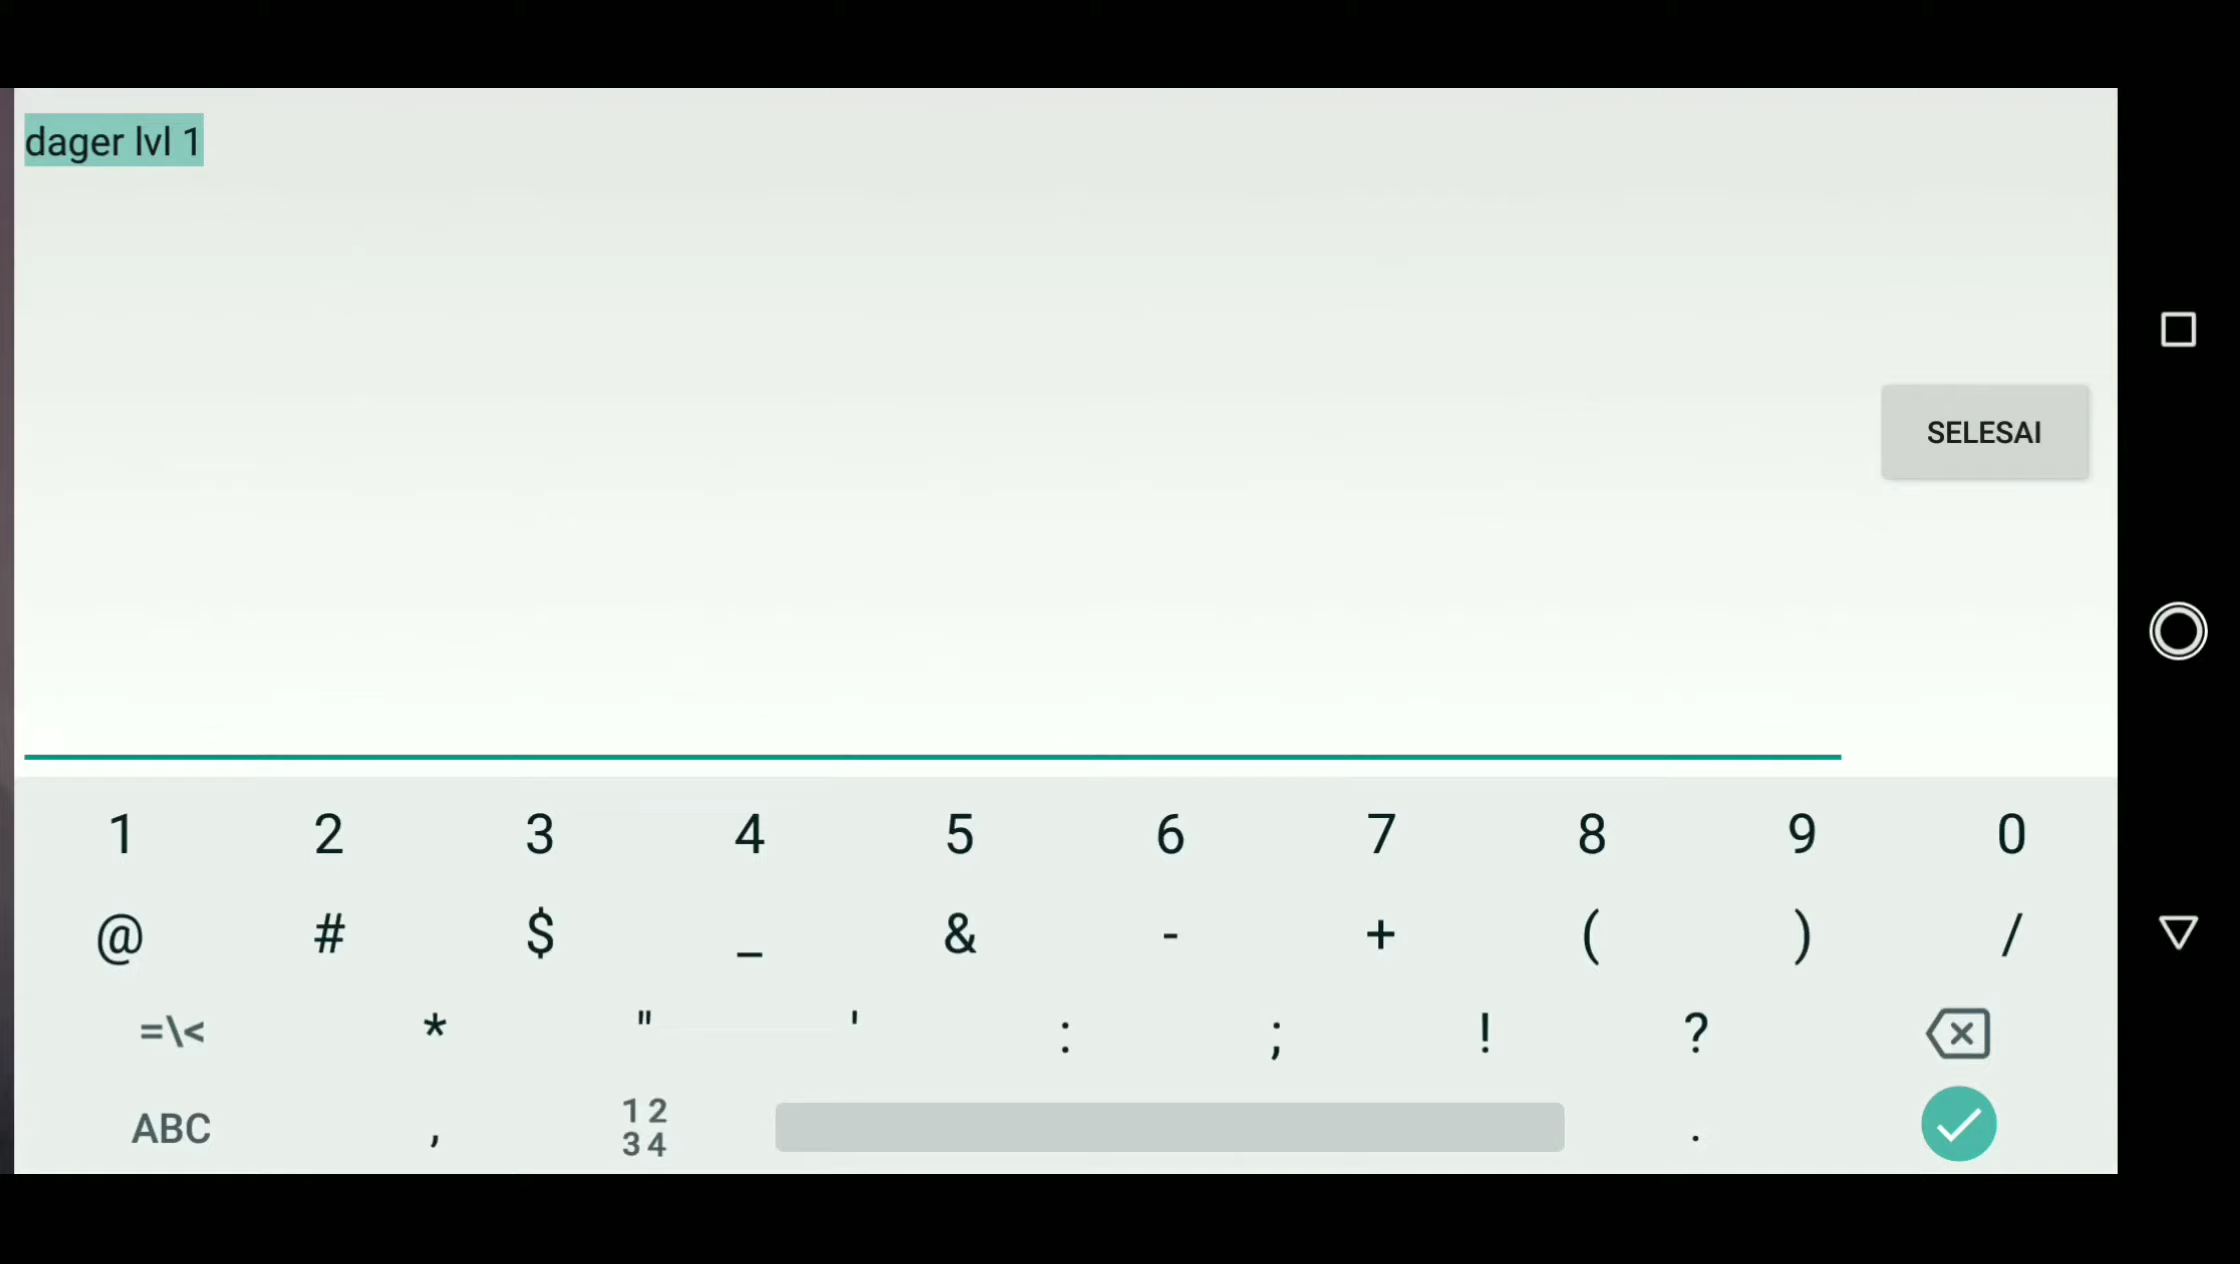 dager lvl 1
SELESAI
1 2 3 4 5 6 7 8 9 0
@ # $ _ & - + ( ) /
=\< * " ' : ; ! ?
ABC , 12 34 .